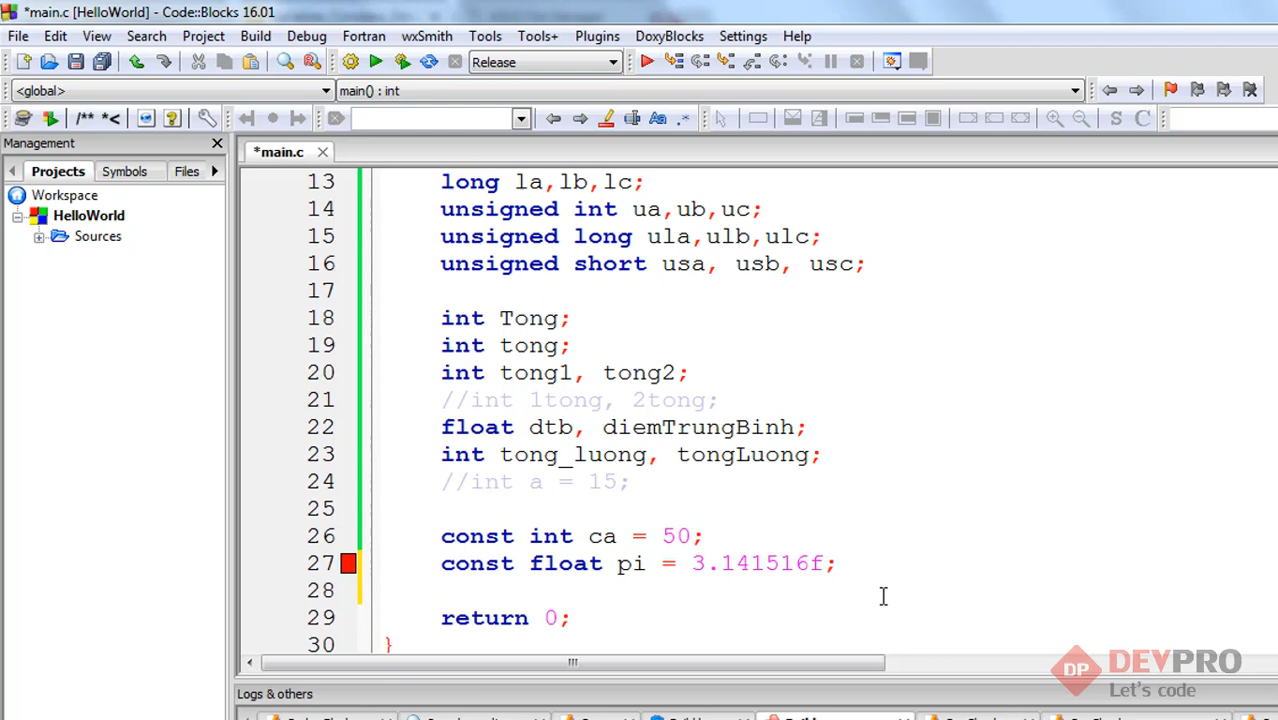 *main.c [HelloWorld] - Code::Blocks 16.01
File Edit View Search Project Build Debug Fortran wxSmith Tools Tools+ Plugins DoxyBlocks Settings Help
Release
<global> main() : int
/** *<
Aa .* S C
Management
*main.c
Projects Symbols Files
Workspace
HelloWorld
Sources
13 long la,lb,lc;
14 unsigned int ua,ub,uc;
15 unsigned long ula,ulb,ulc;
16 unsigned short usa, usb, usc;
17
18 int Tong;
19 int tong;
20 int tong1, tong2;
21 //int 1tong, 2tong;
22 float dtb, diemTrungBinh;
23 int tong_luong, tongLuong;
24 //int a = 15;
25
26 const int ca = 50;
27 const float pi = 3.141516f;
28
29 return 0;
30 }
DP DEVPRO
Let's code
Logs & others